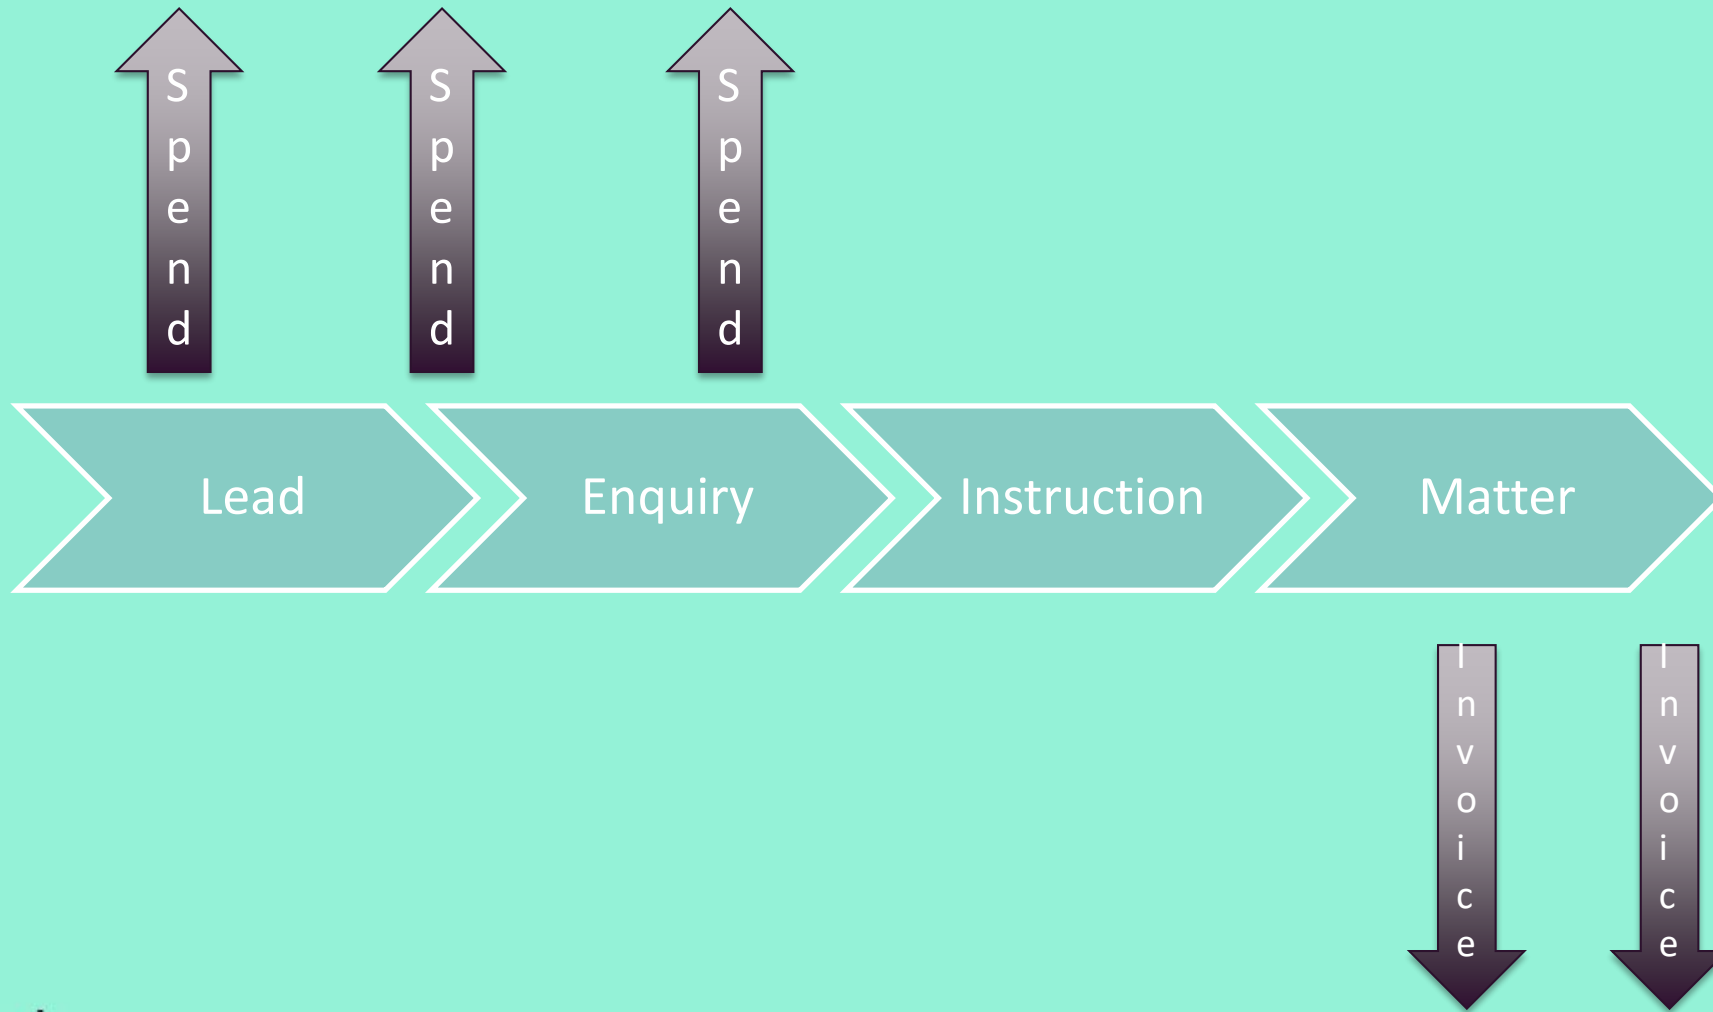 Spend
Spend
Spend
Lead
Enquiry
Instruction
Matter
Invoice
Invoice